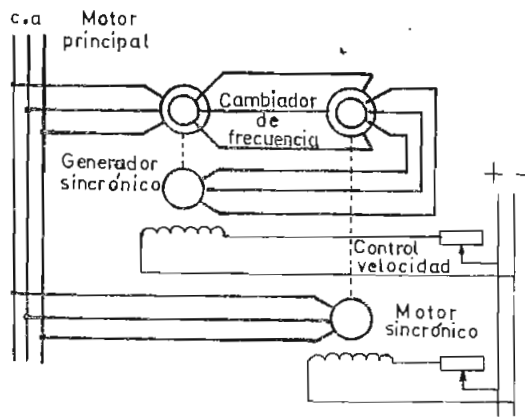 c.a
Motor
principal
Cambiador
de
frecuencia
Generador
sincrónico
+ -
Control
velocidad
Motor
sincrónico